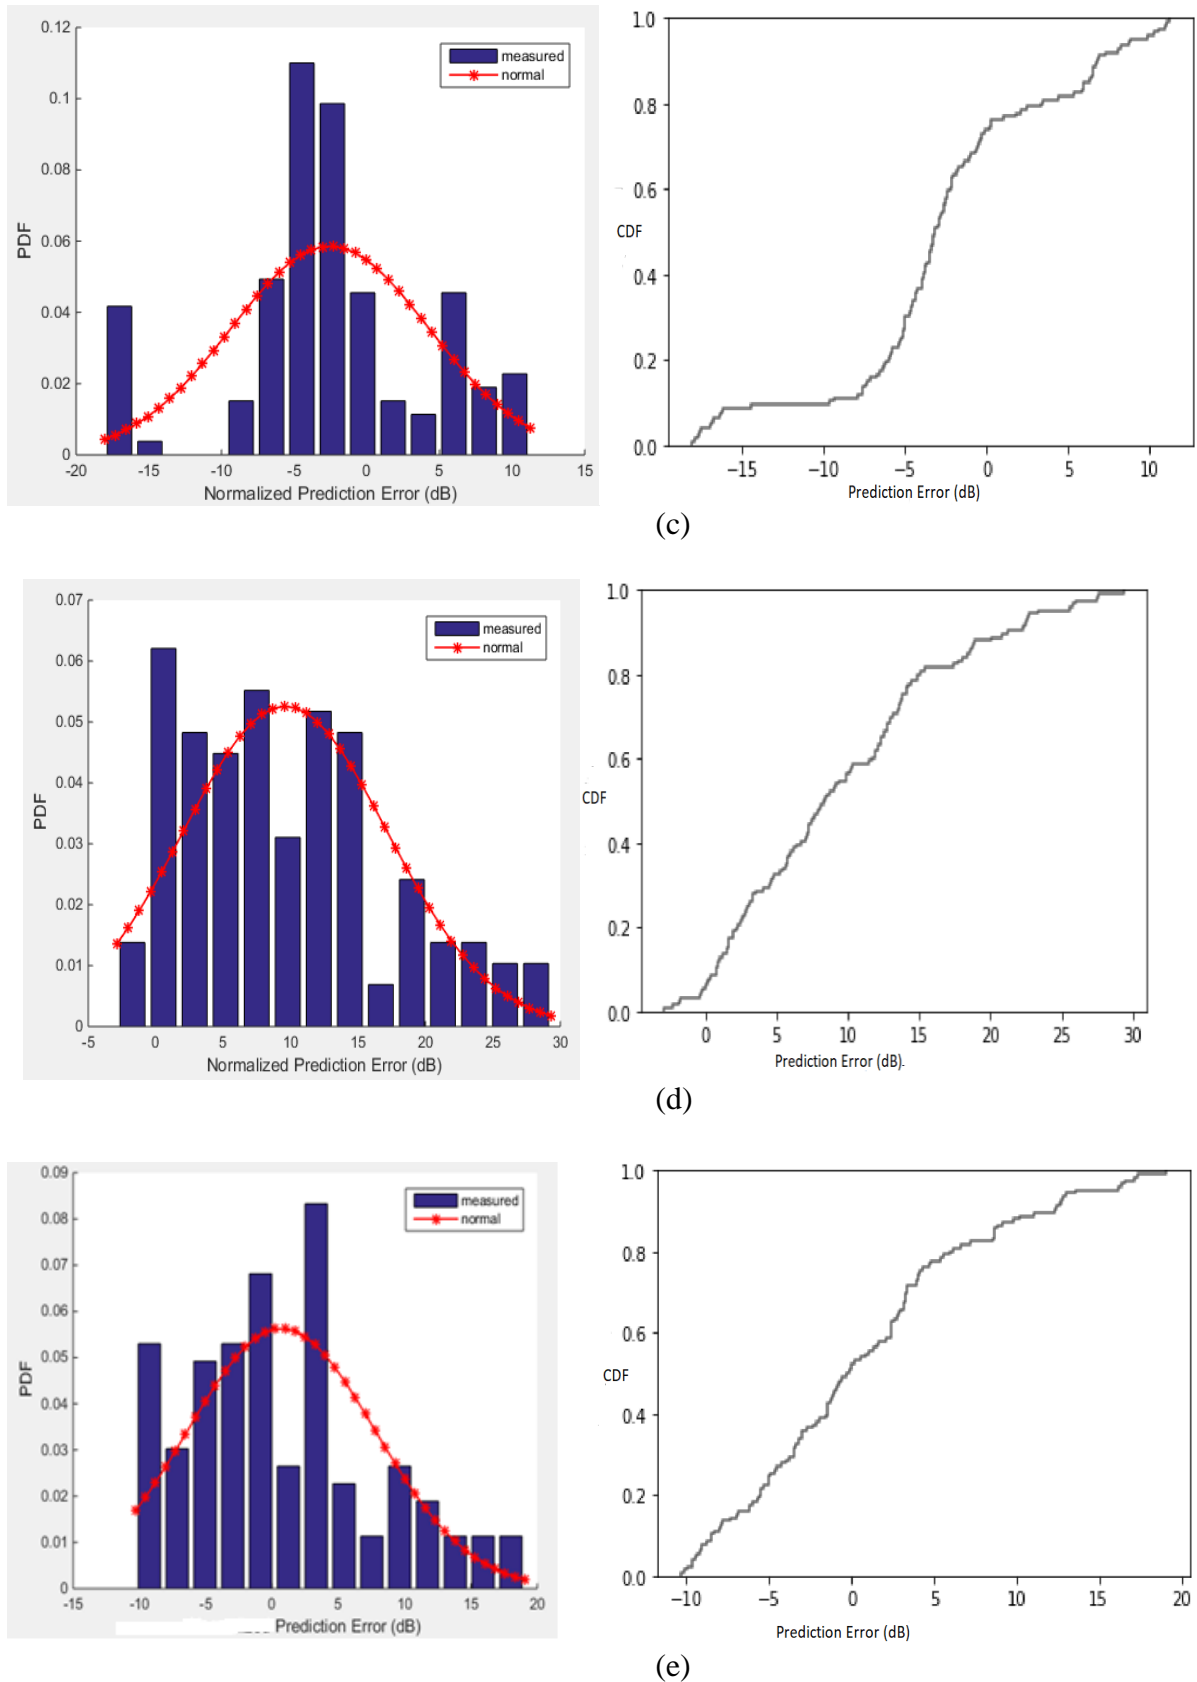 0.12
0.1
0.08
0.06
0.04
0.02
0
PDF
-20 -15 -10 -5 0 5 10 15
Normalized Prediction Error (dB)
measured
normal
1.0
0.8
0.6
0.4
0.2
0.0
CDF
−15 −10 −5 0 5 10
Prediction Error (dB)
(c)
0.07
0.06
0.05
0.04
0.03
0.02
0.01
0
PDF
-5 0 5 10 15 20 25 30
Normalized Prediction Error (dB)
measured
normal
1.0
0.8
0.6
0.4
0.2
0.0
CDF
0 5 10 15 20 25 30
Prediction Error (dB).
(d)
0.09
0.08
0.07
0.06
0.05
0.04
0.03
0.02
0.01
0
PDF
-15 -10 -5 0 5 10 15 20
Prediction Error (dB)
measured
normal
1.0
0.8
0.6
0.4
0.2
0.0
CDF
−10 −5 0 5 10 15 20
Prediction Error (dB)
(e)